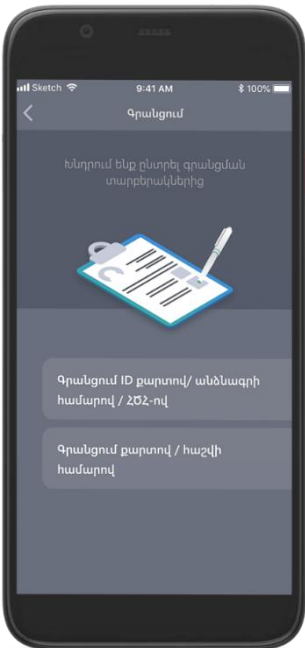 Sketch 9:41 AM 100%
Գրանցում
Խնդրում ենք ընտրել գրանցման
տարբերակներից
Գրանցում ID քարտով/ անձնագրի
համարով / ՀԾՀ-ով
Գրանցում քարտով / հաշվի
համարով